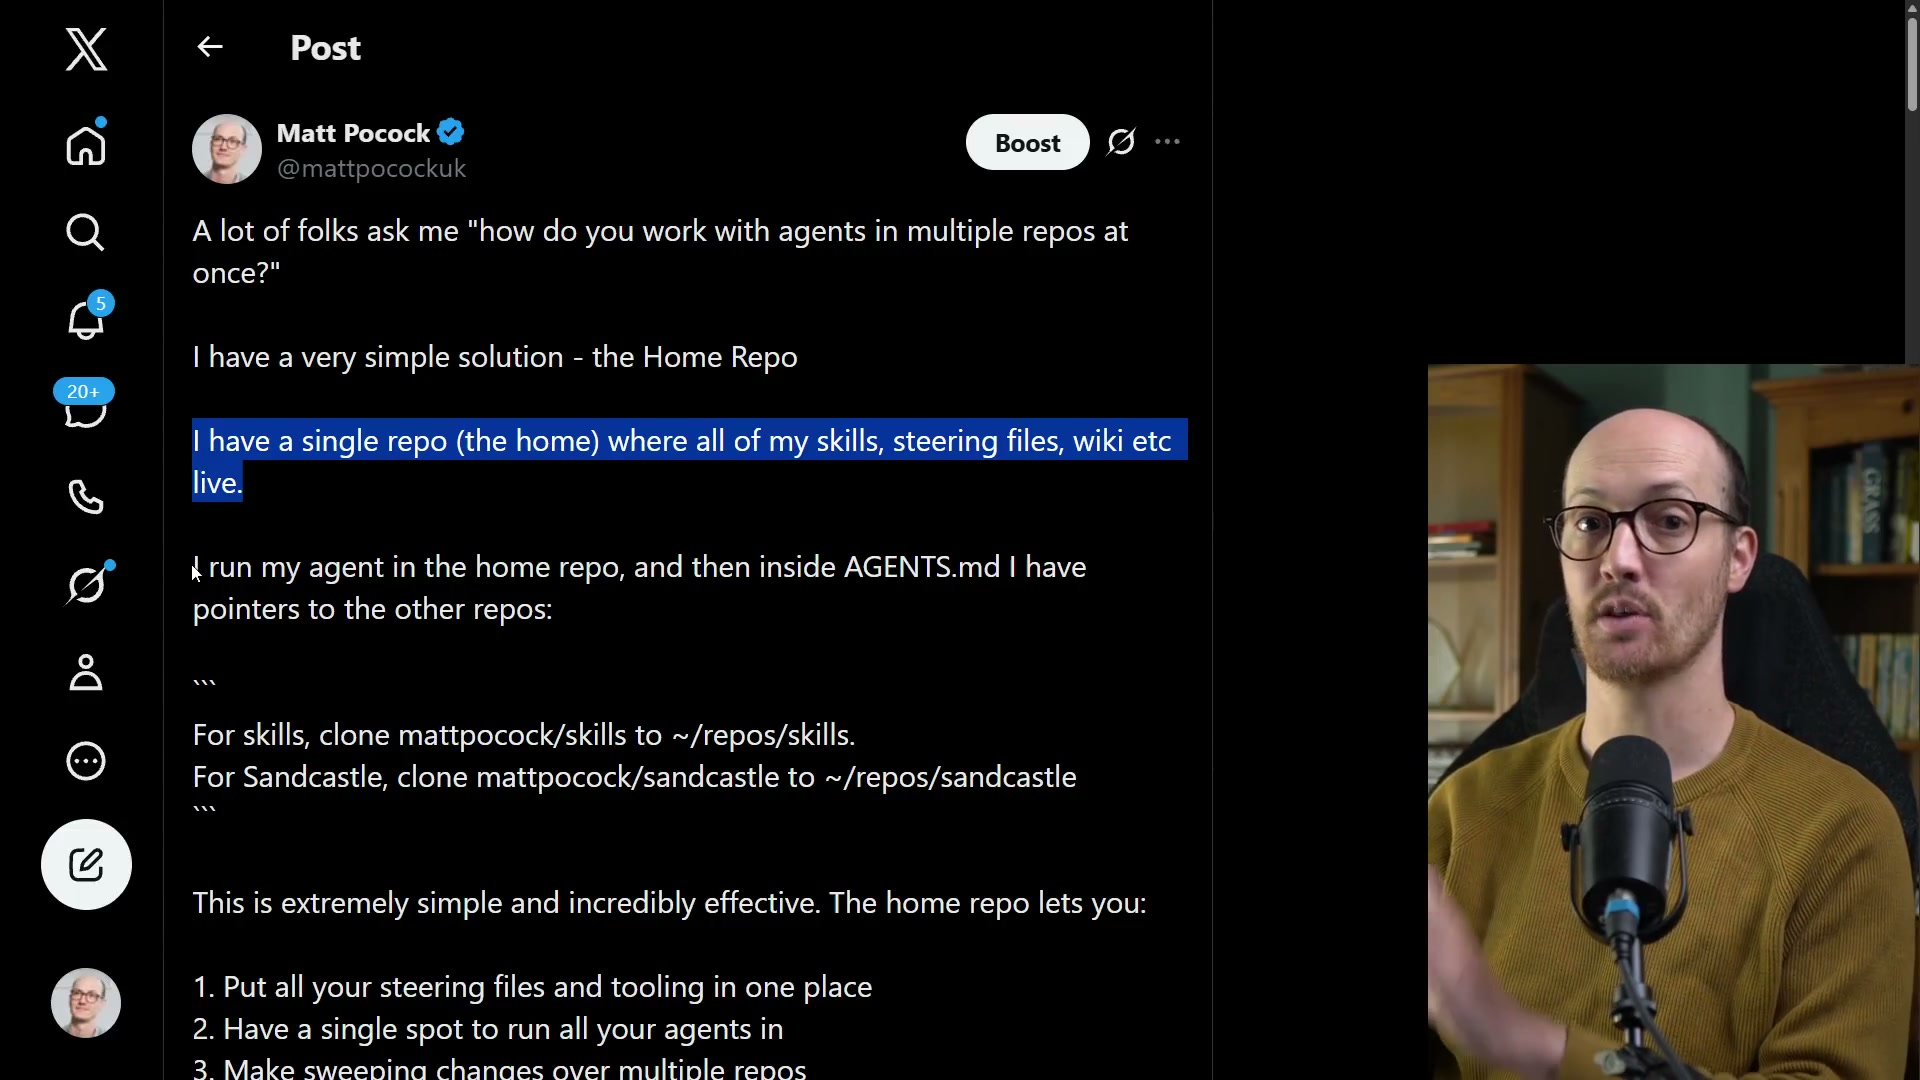 Post
Matt Pocock
@mattpocockuk
Boost
A lot of folks ask me "how do you work with agents in multiple repos at
once?"
I have a very simple solution - the Home Repo
I have a single repo (the home) where all of my skills, steering files, wiki etc
live.
I run my agent in the home repo, and then inside AGENTS.md I have
pointers to the other repos:
```
For skills, clone mattpocock/skills to ~/repos/skills.
For Sandcastle, clone mattpocock/sandcastle to ~/repos/sandcastle
```
This is extremely simple and incredibly effective. The home repo lets you:
1. Put all your steering files and tooling in one place
2. Have a single spot to run all your agents in
3. Make sweeping changes over multiple repos
5
20+
GRASS